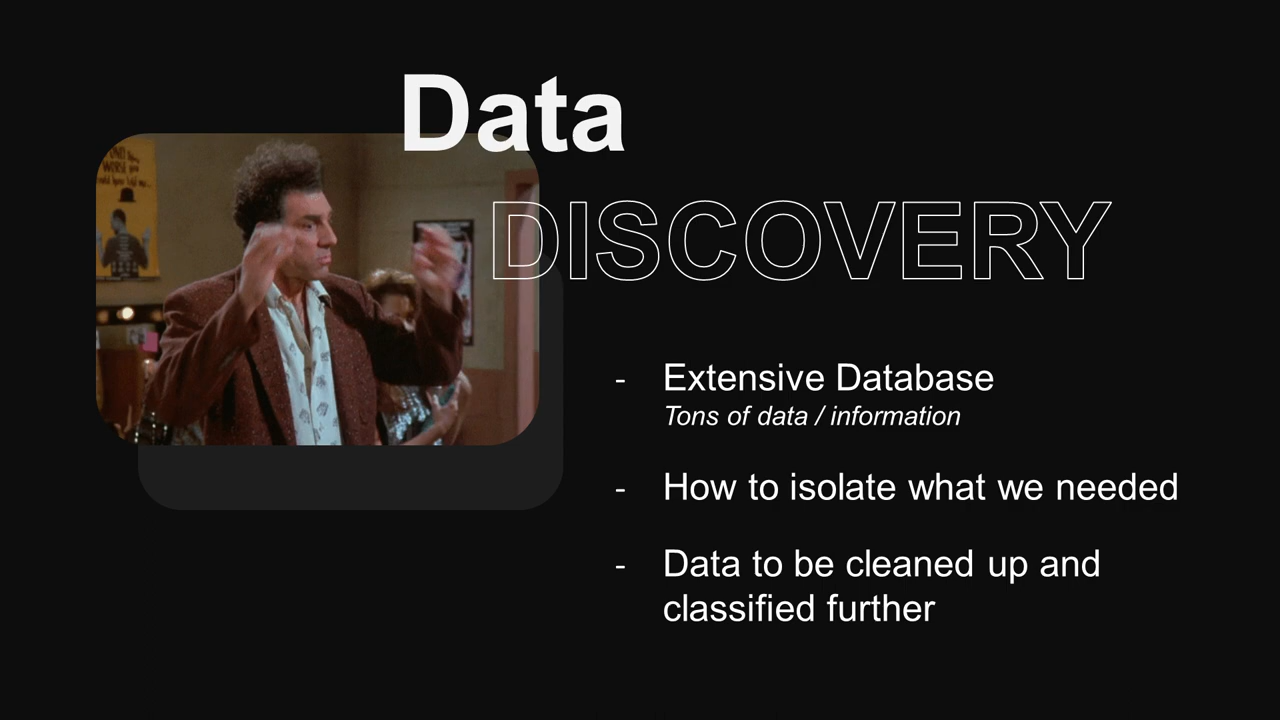 Data
DISCOVERY
- Extensive Database
Tons of data / information
- How to isolate what we needed
- Data to be cleaned up and
classified further